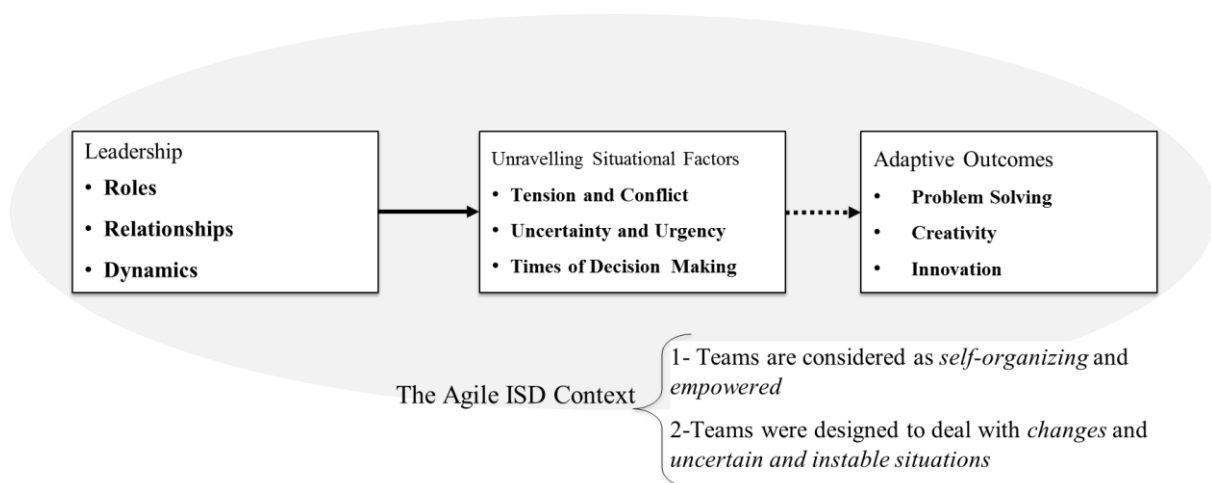 Leadership
• Roles
• Relationships
• Dynamics
Unravelling Situational Factors
• Tension and Conflict
• Uncertainty and Urgency
• Times of Decision Making
Adaptive Outcomes
• Problem Solving
• Creativity
• Innovation
The Agile ISD Context
1- Teams are considered as self-organizing and
empowered
2-Teams were designed to deal with changes and
uncertain and instable situations